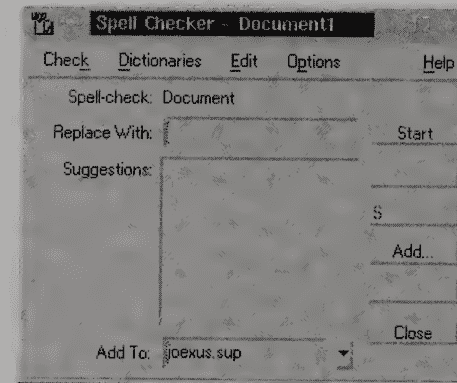 Spell Checker - Document1
Check Dictionaries Edit Options Help
Spell-check: Document
Replace With:
Start
Suggestions:
S
Add...
Close
Add To: joexus.sup